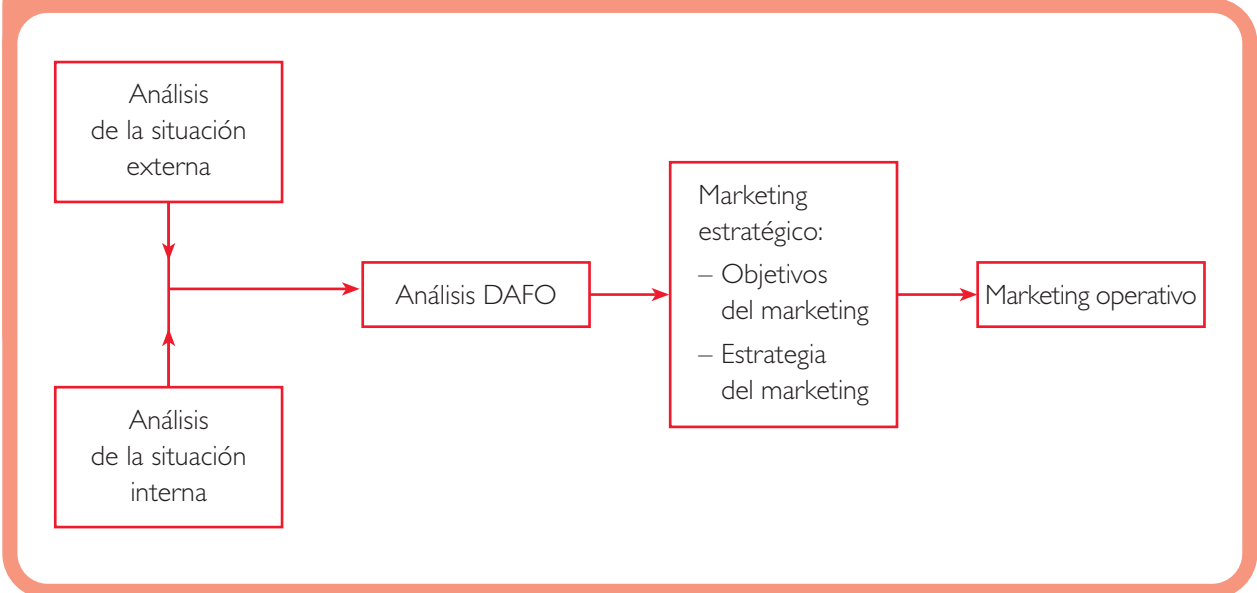 Análisis
de la situación
externa
Análisis
de la situación
interna
Análisis DAFO
Marketing
estratégico:
– Objetivos
del marketing
– Estrategia
del marketing
Marketing operativo